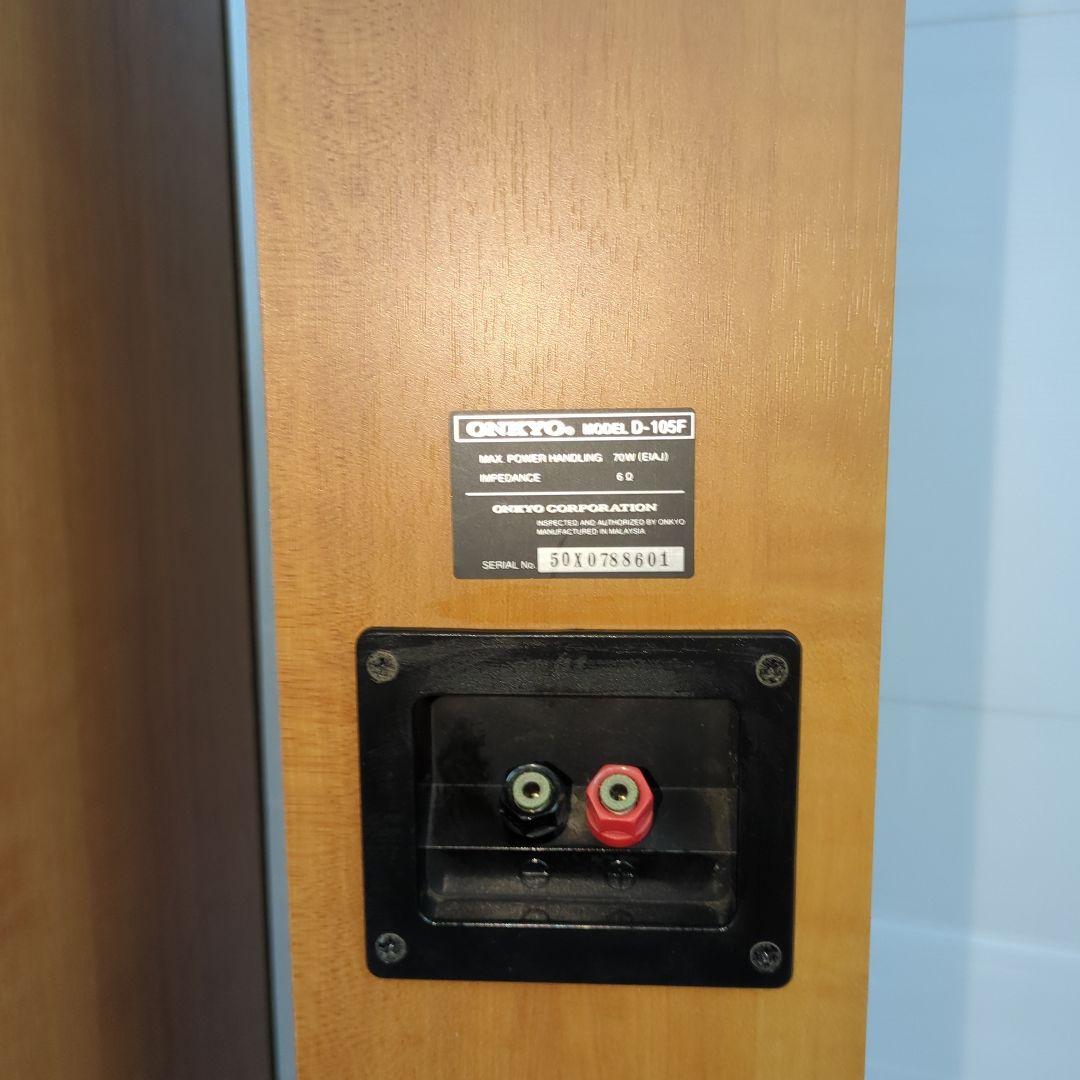 ONKYO® MODEL D-105F
MAX. POWER HANDLING 70W (EIAJ)
IMPEDANCE 6 Ω
ONKYO CORPORATION
INSPECTED AND AUTHORIZED BY ONKYO
MANUFACTURED IN MALAYSIA
SERIAL No. 50X0788601
⊖ ⊕